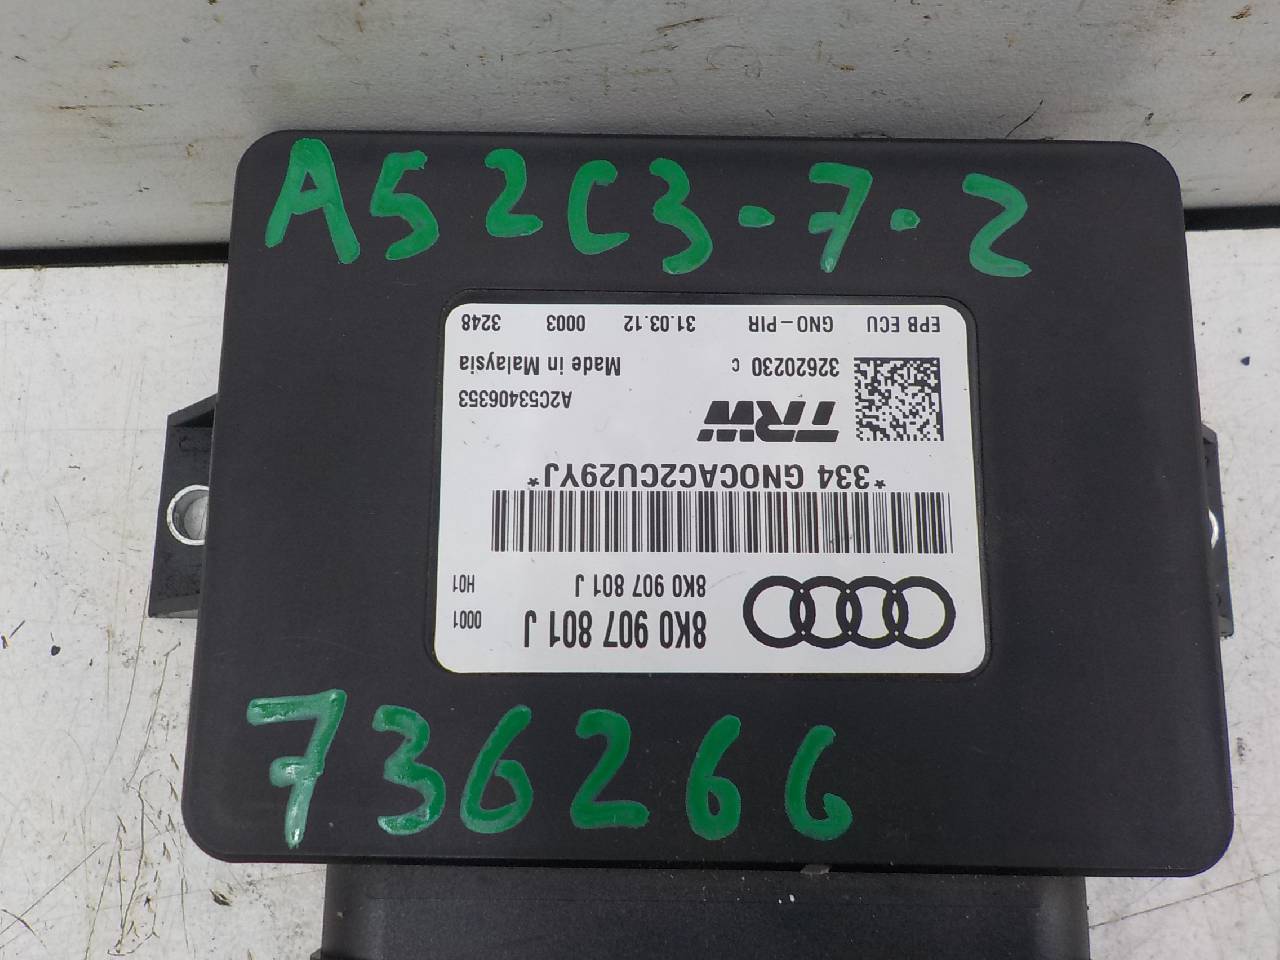 A52C3-7-2
8K0 907 801 J
0001
8K0 907 801 J
H01
*334 GNOCAC2CU29YJ*
TRW
A2C53406353
32620230 C
Made in Malaysia
EPB ECU
GNO-PIR
31.03.12
0003
3248
736266